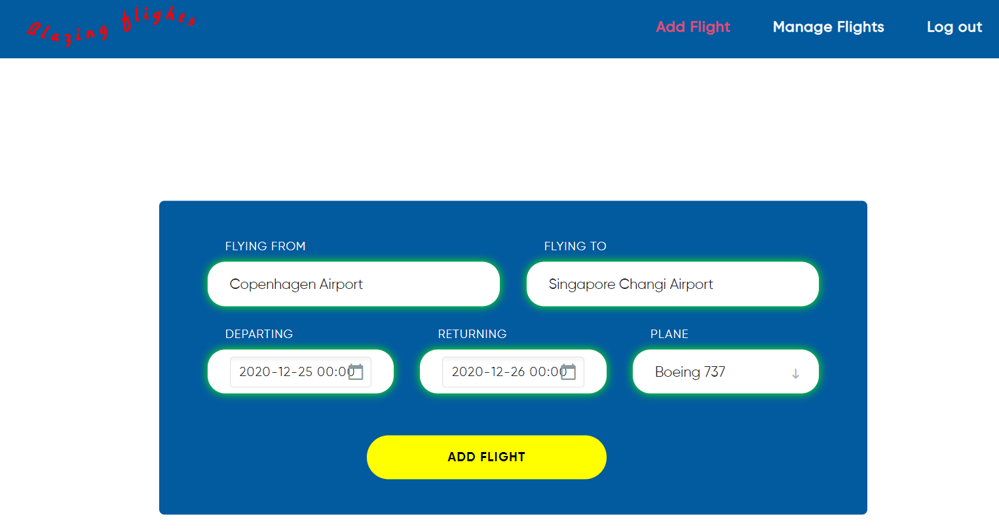 Blazing flights
Add Flight Manage Flights Log out
FLYING FROM FLYING TO
Copenhagen Airport Singapore Changi Airport
DEPARTING RETURNING PLANE
2020-12-25 00:00 2020-12-26 00:00 Boeing 737
ADD FLIGHT